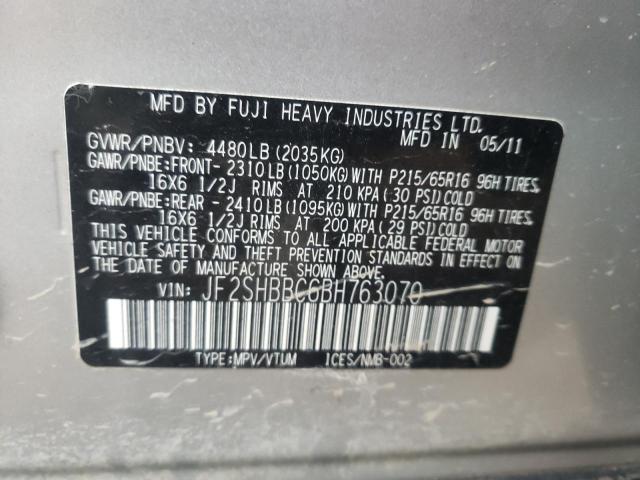 MFD BY FUJI HEAVY INDUSTRIES LTD.
MFD IN 05/11
GVWR/PNBV: 4480LB(2035KG)
GAWR/PNBE:FRONT- 2310LB(1050KG)WITH P215/65R16 96H TIRES,
16X6 1/2J RIMS AT 210 KPA( 30 PSI)COLD
GAWR/PNBE:REAR - 2410LB(1095KG)WITH P215/65R16 96H TIRES,
16X6 1/2J RIMS AT 200 KPA( 29 PSI)COLD
THIS VEHICLE CONFORMS TO ALL APPLICABLE FEDERAL MOTOR
VEHICLE SAFETY AND THEFT PREVENTION STANDARDS IN EFFECT
ON THE DATE OF MANUFACTURE SHOWN ABOVE.
VIN: JF2SHBBC6BH763070
TYPE:MPV/VTUM ICES/NMB-002